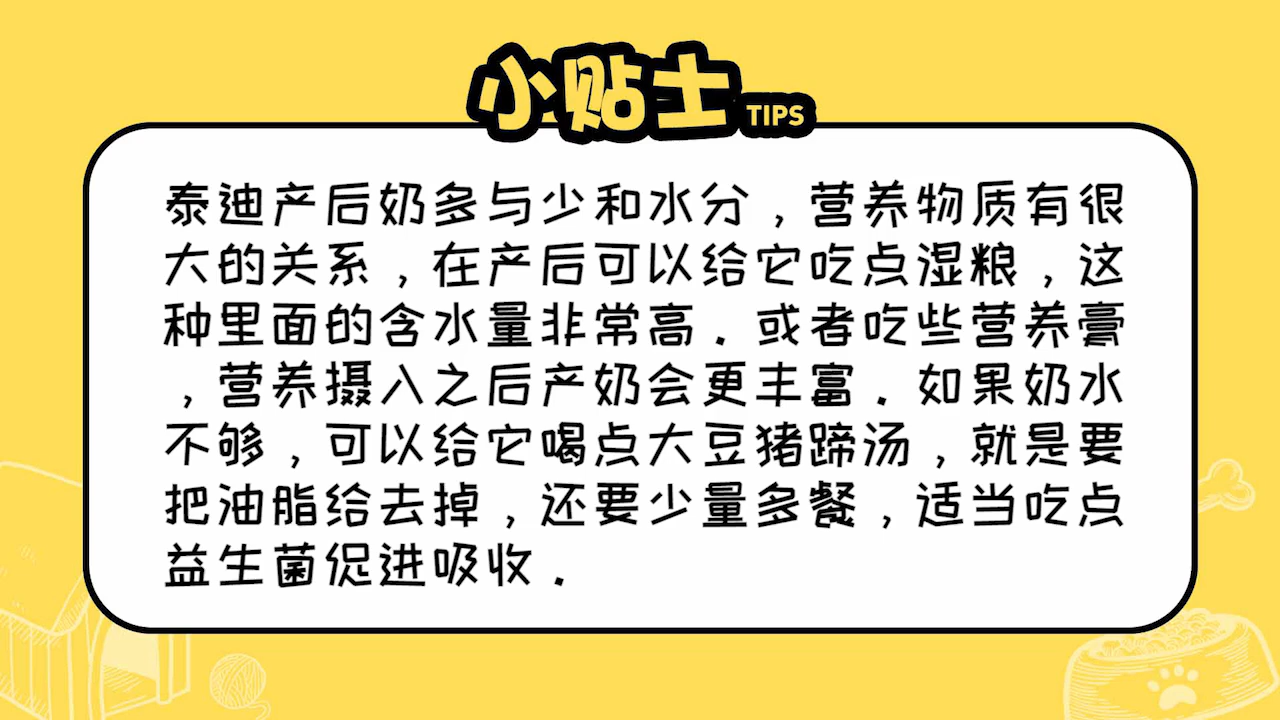 小贴士 TIPS
泰迪产后奶多与少和水分，营养物质有很
大的关系，在产后可以给它吃点湿粮，这
种里面的含水量非常高．或者吃些营养膏
，营养摄入之后产奶会更丰富．如果奶水
不够，可以给它喝点大豆猪蹄汤，就是要
把油脂给去掉，还要少量多餐，适当吃点
益生菌促进吸收．